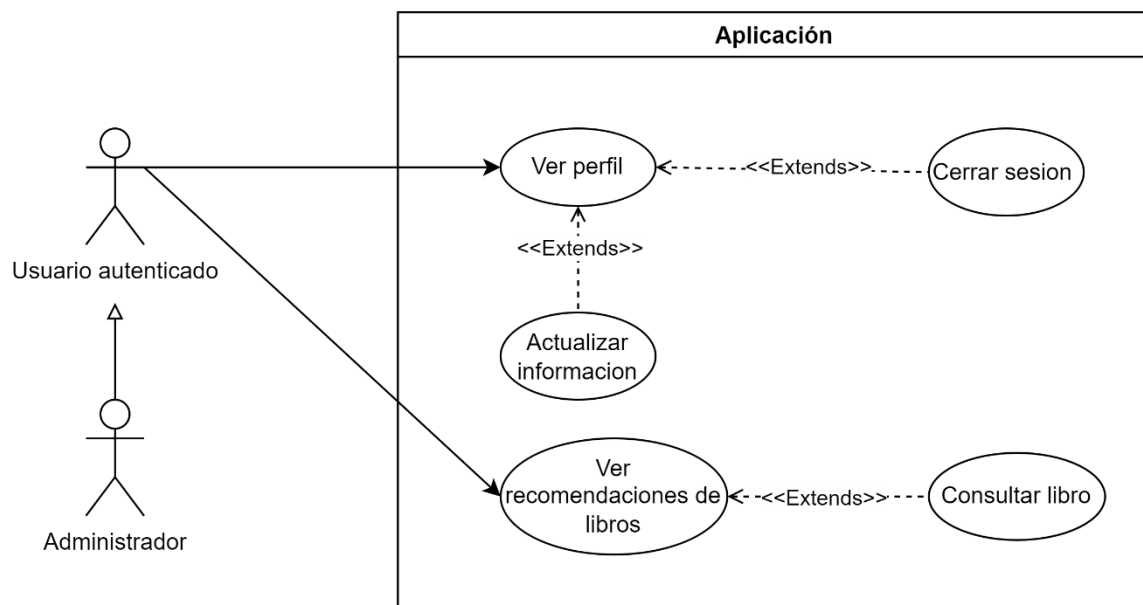 Aplicación
Ver perfil
<<Extends>>
Cerrar sesion
<<Extends>>
Usuario autenticado
Actualizar
informacion
Ver
recomendaciones de
libros
<<Extends>>
Consultar libro
Administrador